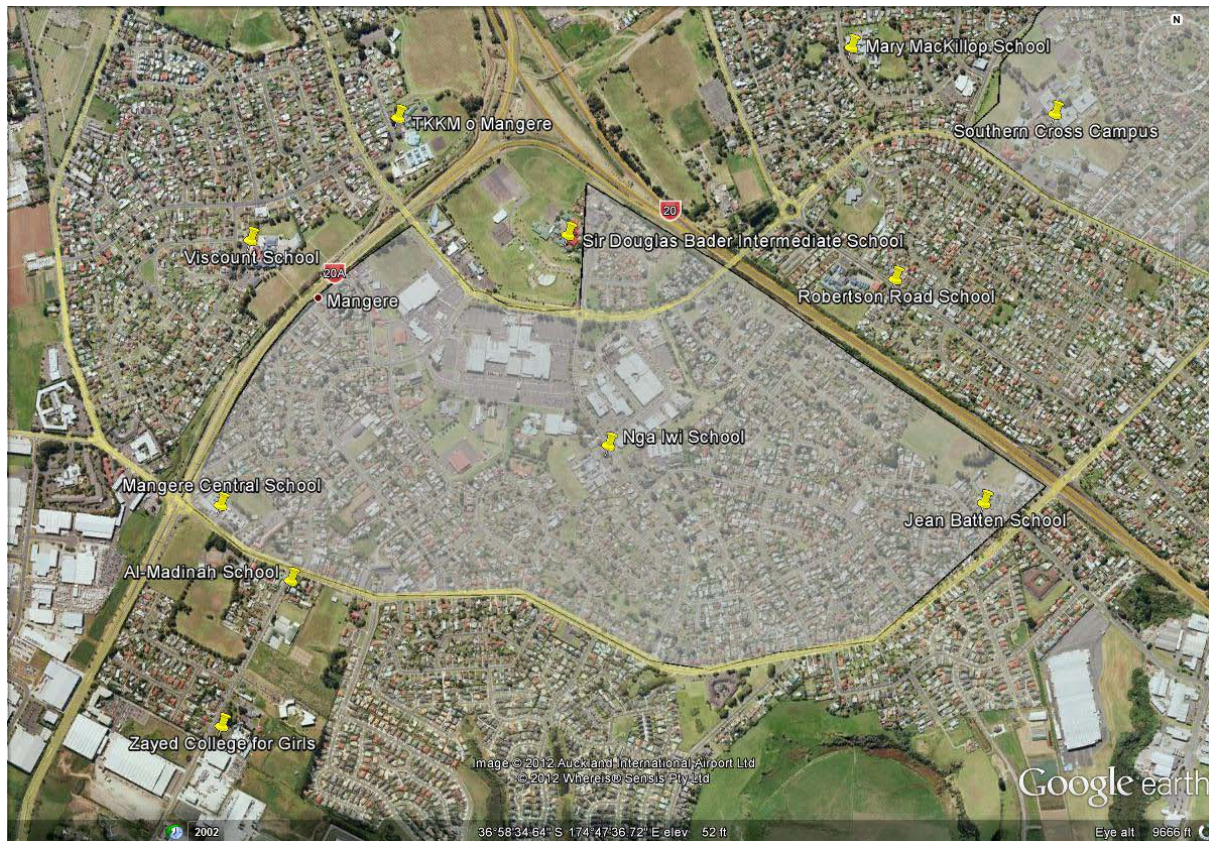 N
Mary MacKillop School
TKKM o Mangere
Southern Cross Campus
20
Sir Douglas Bader Intermediate School
Viscount School
20A
Mangere
Robertson Road School
Nga Iwi School
Mangere Central School
Jean Batten School
Al-Madinah School
Zayed College for Girls
Image © 2012 Auckland International Airport Ltd
© 2012 Whereis® Sensis Pty Ltd
Google earth
2002
36°58'34.64" S 174°47'36.72" E elev 52 ft
Eye alt 9666 ft